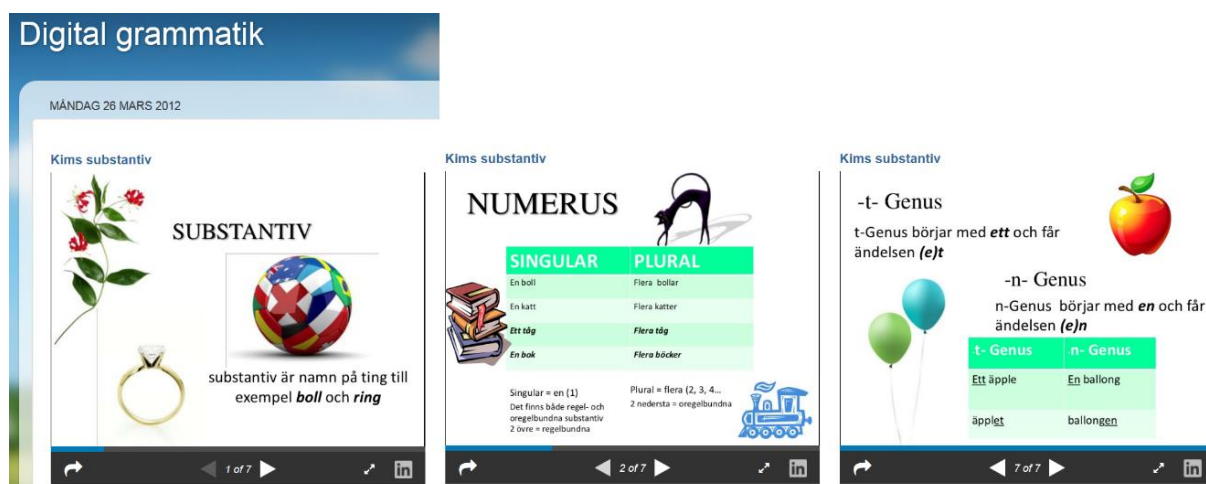 Digital grammatik
MÅNDAG 26 MARS 2012
Kims substantiv
SUBSTANTIV
substantiv är namn på ting till
exempel boll och ring
1 of 7
in
Kims substantiv
NUMERUS
SINGULAR PLURAL
En boll Flera bollar
En katt Flera katter
Ett tåg Flera tåg
En bok Flera böcker
Singular = en (1)
Det finns både regel- och
oregelbundna substantiv
2 övre = regelbundna
Plural = flera (2, 3, 4...
2 nedersta = oregelbundna
2 of 7
in
Kims substantiv
-t- Genus
t-Genus börjar med ett och får
ändelsen (e)t
-n- Genus
n-Genus börjar med en och får
ändelsen (e)n
-t- Genus -n- Genus
Ett äpple En ballong
äpplet ballongen
7 of 7
in